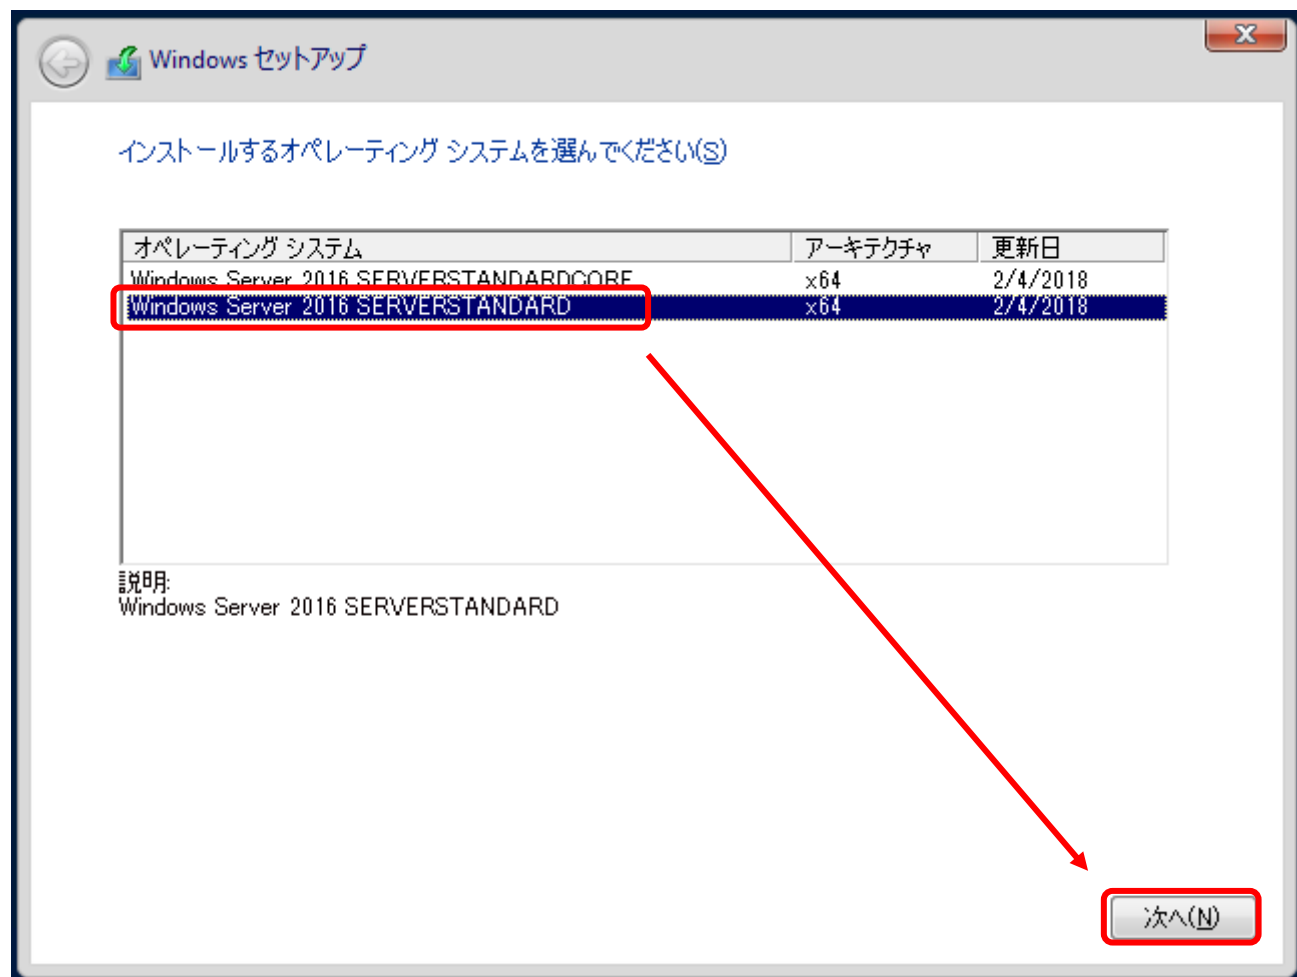 Windows セットアップ
インストールするオペレーティング システムを選んでください(S)
オペレーティング システム アーキテクチャ 更新日
Windows Server 2016 SERVERSTANDARDCORE x64 2/4/2018
Windows Server 2016 SERVERSTANDARD x64 2/4/2018
説明:
Windows Server 2016 SERVERSTANDARD
次へ(N)